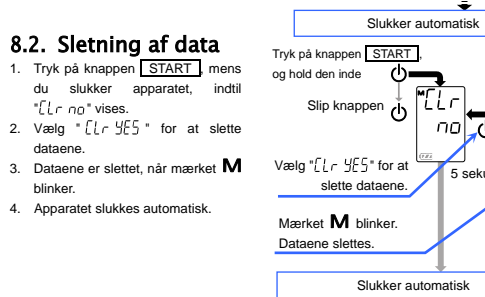 8.2. Sletning af data
1. Tryk på knappen START, mens
du slukker apparatet, indtil
"CLr no" vises.
2. Vælg "CLr YES" for at slette
dataene.
3. Dataene er slettet, når mærket M
blinker.
4. Apparatet slukkes automatisk.
Slukker automatisk
Tryk på knappen START,
og hold den inde
Slip knappen
M CLr
no
Vælg "CLr YES" for at
slette dataene.
5
Mærket M blinker.
Dataene slettes.
Slukker automatisk